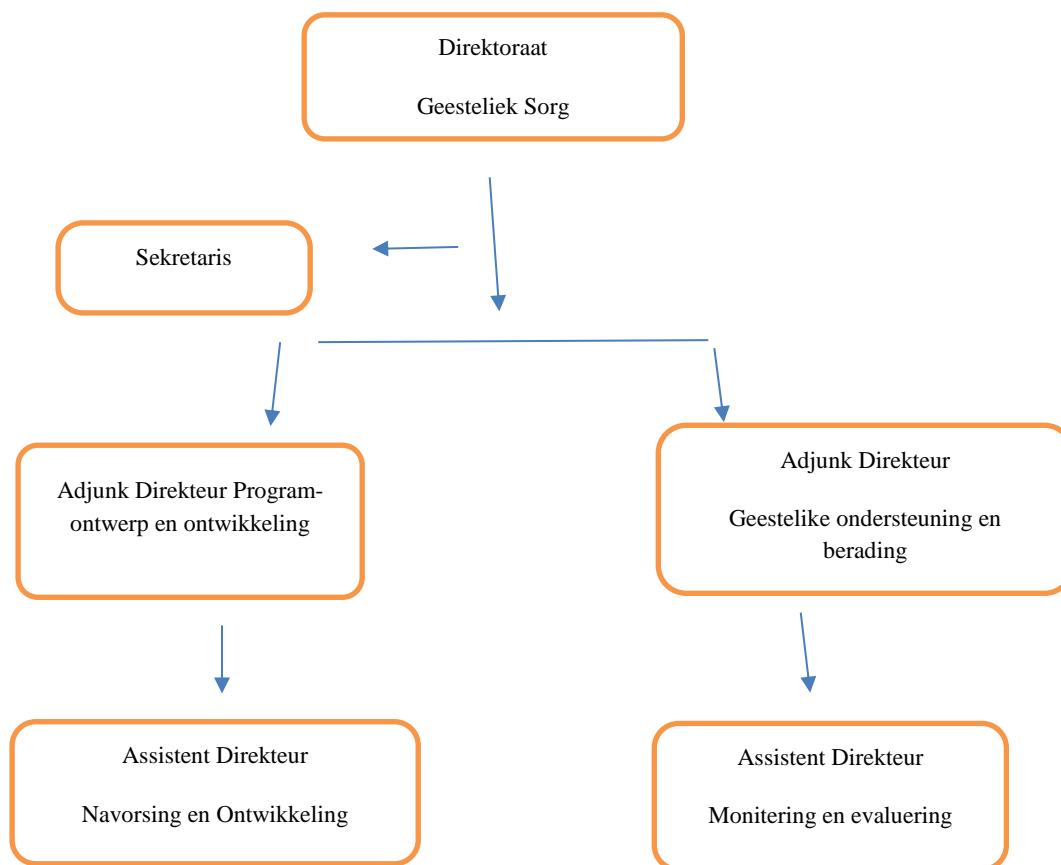 Direktoraat
Geesteliek Sorg
Sekretaris
Adjunk Direkteur Program-
ontwerp en ontwikkeling
Adjunk Direkteur
Geestelike ondersteuning en
berading
Assistent Direkteur
Navorsing en Ontwikkeling
Assistent Direkteur
Monitering en evaluering